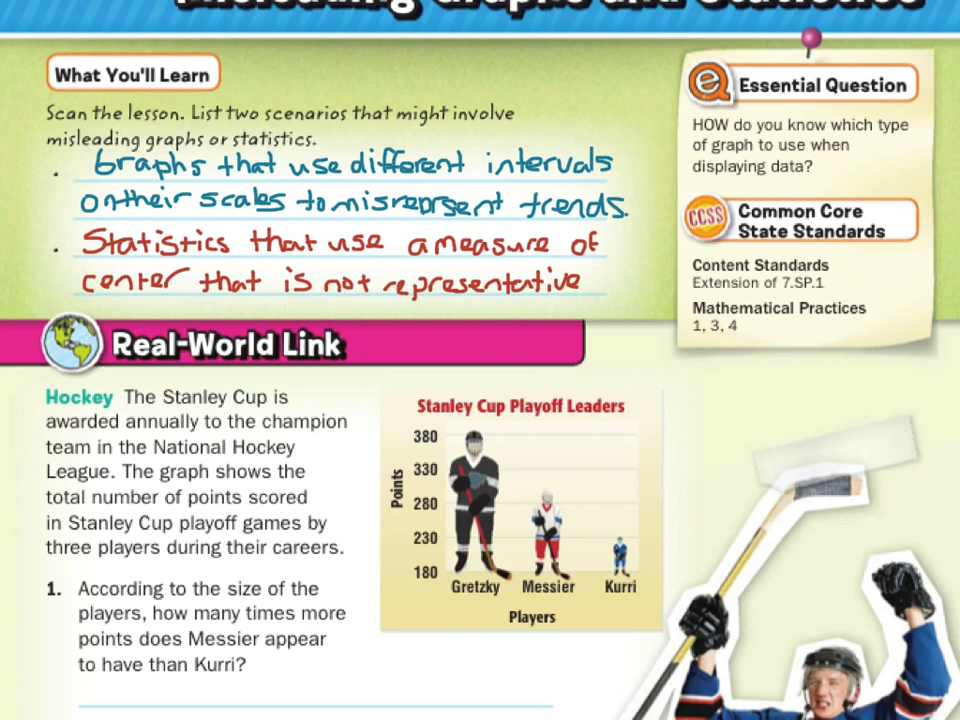 Misleading Graphs and Statistics
What You'll Learn
Scan the lesson. List two scenarios that might involve
misleading graphs or statistics.
· Graphs that use different intervals
on their scales to misreprsent trends.
· Statistics that use a measure of
center that is not representative
Essential Question
HOW do you know which type
of graph to use when
displaying data?
CCSS
Common Core
State Standards
Content Standards
Extension of 7.SP.1
Mathematical Practices
1, 3, 4
Real-World Link
Hockey The Stanley Cup is
awarded annually to the champion
team in the National Hockey
League. The graph shows the
total number of points scored
in Stanley Cup playoff games by
three players during their careers.
Stanley Cup Playoff Leaders
Points
380
330
280
230
180
Gretzky Messier Kurri
Players
1. According to the size of the
players, how many times more
points does Messier appear
to have than Kurri?